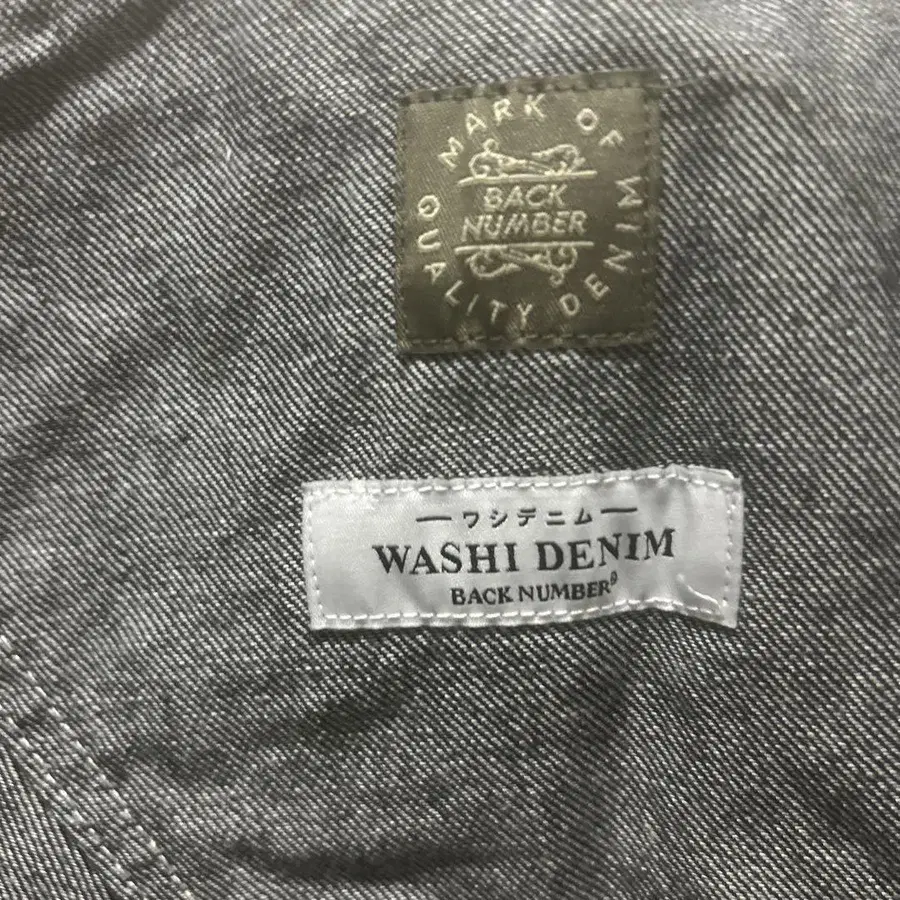 MARK OF
QUALITY DENIM
BACK
NUMBER
ワシデニム
WASHI DENIM
BACK NUMBER